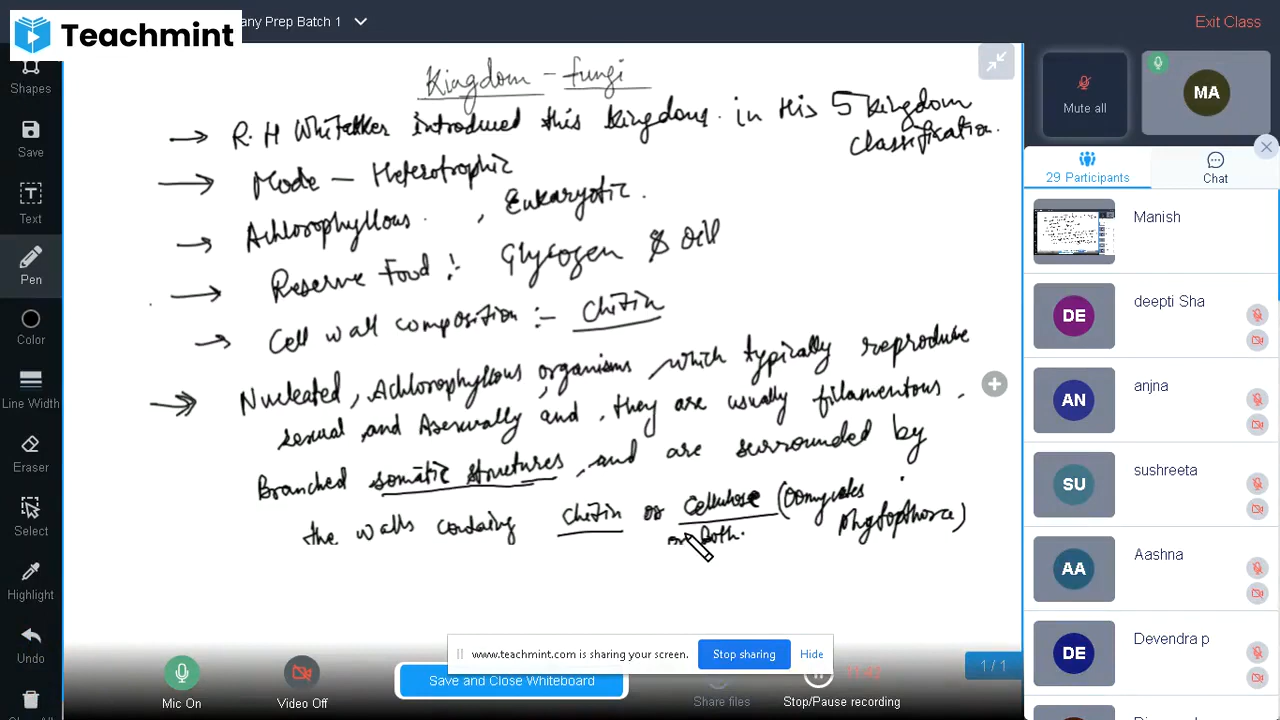 Teachmint
any Prep Batch 1
Exit Class
Shapes
Save
Text
Pen
Color
Line Width
Eraser
Select
Highlight
Undo
Kingdom - fungi
→ R. H Whittaker introduced this kingdom. in His 5 kingdom
classification.
→ Mode - Heterotrophic
→ Achlorophyllous. , Eukaryotic.
→ Reserve Food :- Glycogen & oil
→ Cell wall composition :- Chitin
→ Nucleated, Achlorophyllous organisms, which typically reproduce
sexual and Asexually and, they are usually filamentous,
Branched somatic structures, and are surrounded by
the walls containg chitin or Cellulose (Oomycetes
phytopthora)
or Both.
Mute all
MA
29 Participants
Chat
Manish
DE
deepti Sha
AN
anjna
SU
sushreeta
AA
Aashna
DE
Devendra p
www.teachmint.com is sharing your screen.
Stop sharing
Hide
1 / 1
Save and Close Whiteboard
Mic On
Video Off
Share files
Stop/Pause recording